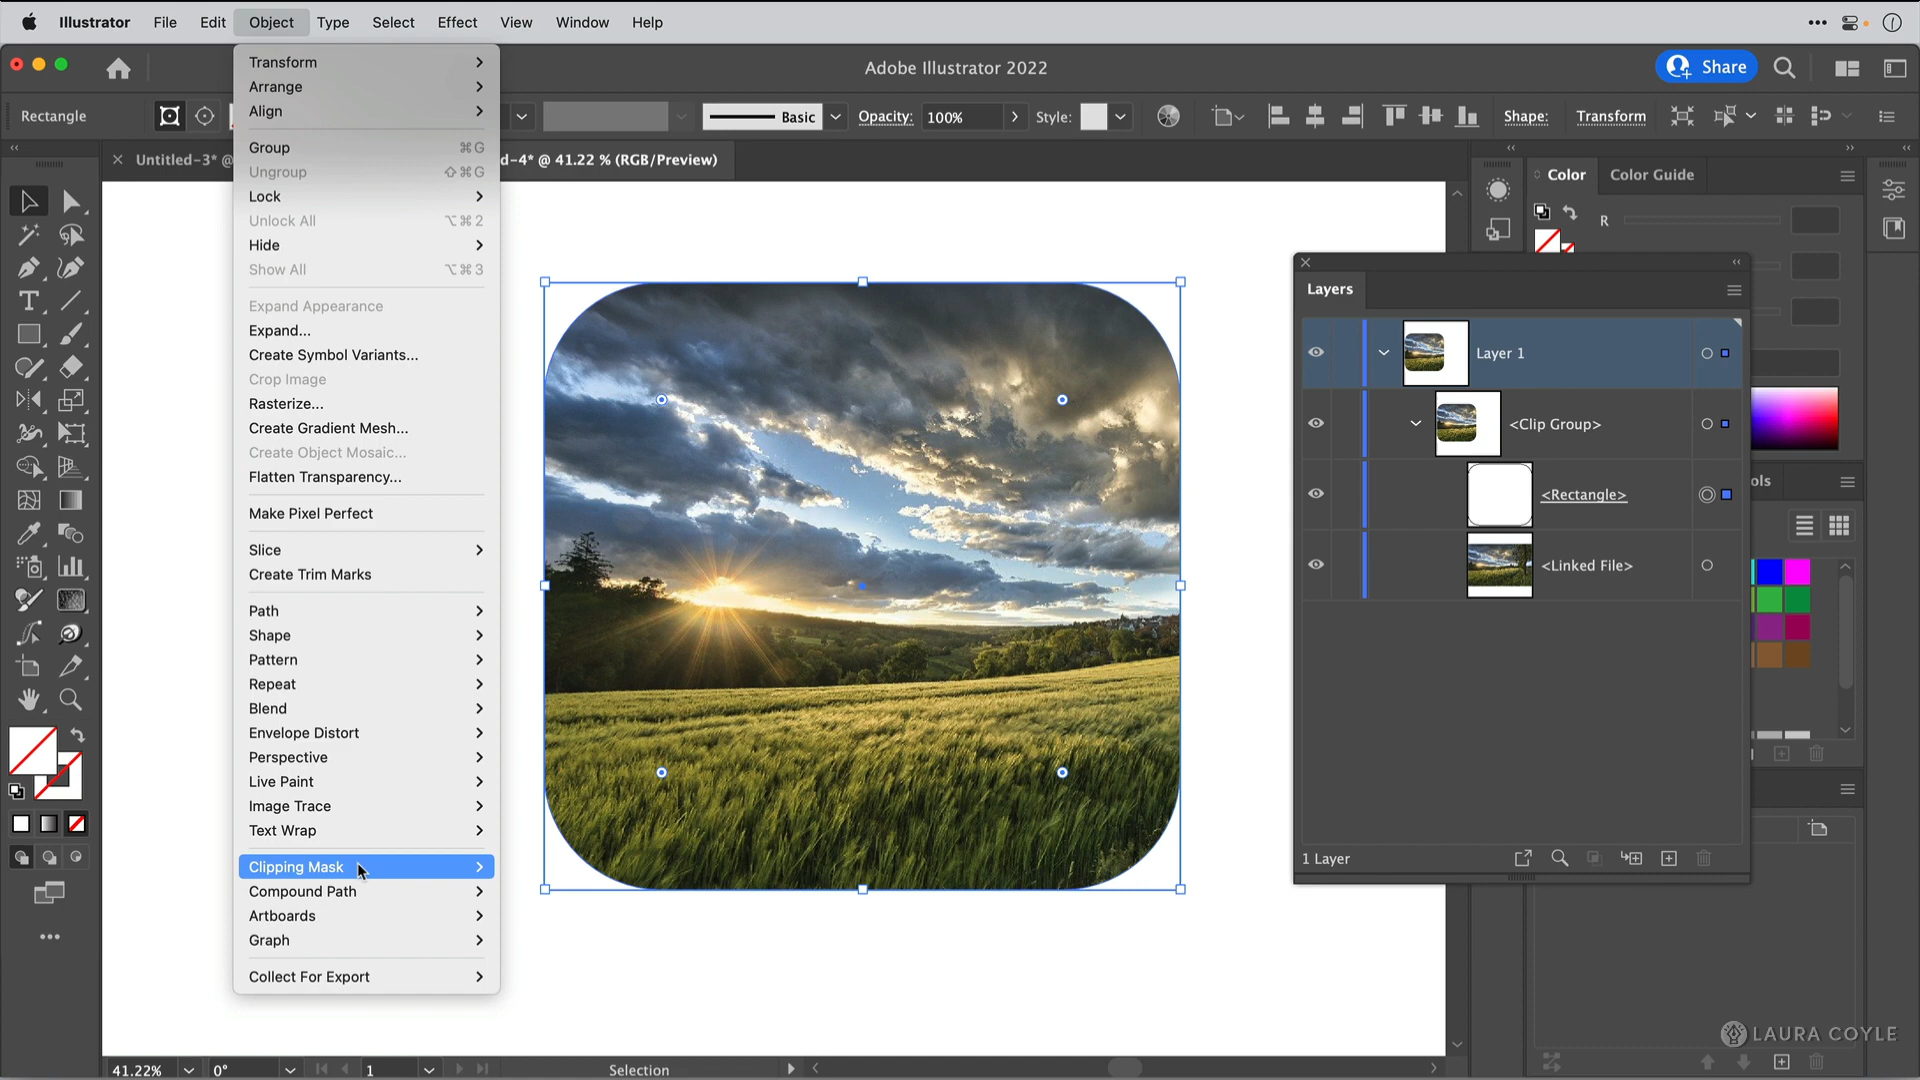 Illustrator File Edit Object Type Select Effect View Window Help
Adobe Illustrator 2022
Share
Rectangle
Basic
Opacity:
100%
Style:
Shape:
Transform
Untitled-3* @
d-4* @ 41.22 % (RGB/Preview)
Transform
Arrange
Align
Group ⌘G
Ungroup ⇧⌘G
Lock
Unlock All ⌥⌘2
Hide
Show All ⌥⌘3
Expand Appearance
Expand...
Create Symbol Variants...
Crop Image
Rasterize...
Create Gradient Mesh...
Create Object Mosaic...
Flatten Transparency...
Make Pixel Perfect
Slice
Create Trim Marks
Path
Shape
Pattern
Repeat
Blend
Envelope Distort
Perspective
Live Paint
Image Trace
Text Wrap
Clipping Mask
Compound Path
Artboards
Graph
Collect For Export
Color
Color Guide
R
Layers
Layer 1
<Clip Group>
<Rectangle>
<Linked File>
1 Layer
ols
LAURA COYLE
41.22%
0°
1
Selection